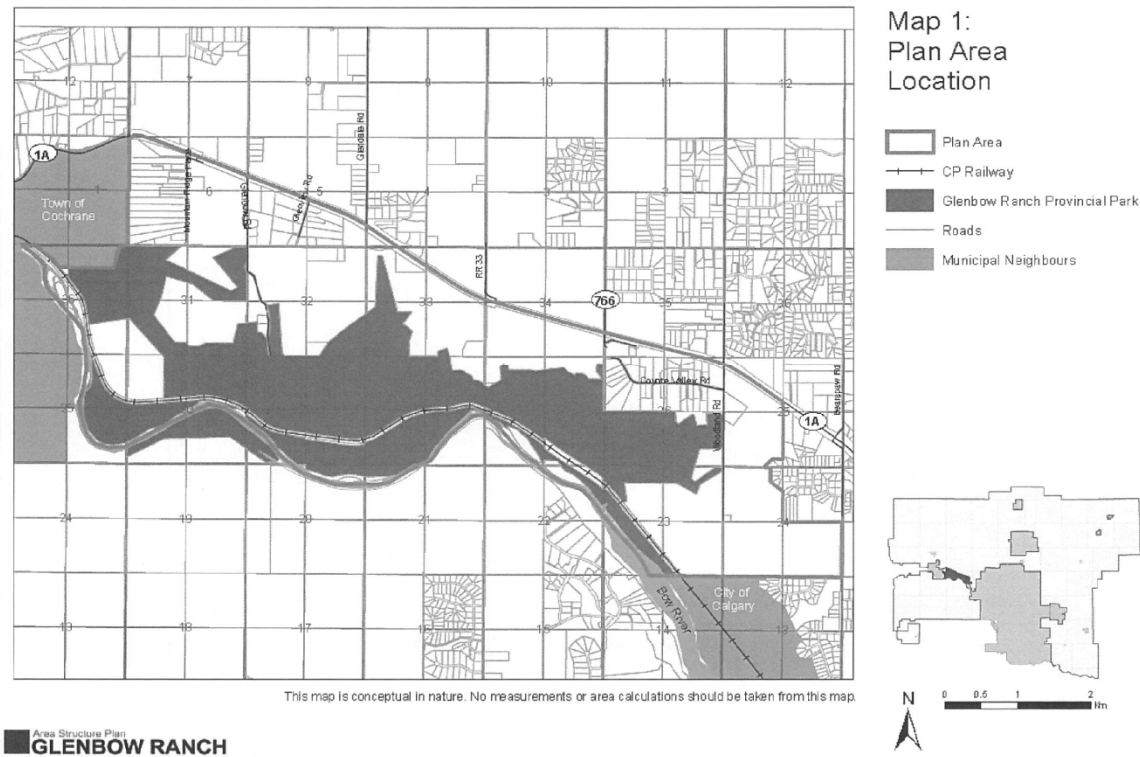 Map 1:
Plan Area
Location
Plan Area
CP Railway
Glenbow Ranch Provincial Park
Roads
Municipal Neighbours
12
7
8
9
10
11
12
Glendale Rd
1A
1
6
5
4
3
2
1
Town of
Cochrane
RR 33
766
36
31
32
33
34
35
36
Coyote Valley Rd
Woodland Rd
Bearspaw Rd
1A
25
26
25
24
19
20
21
22
23
24
City of
Calgary
Bow River
13
18
17
16
15
14
13
This map is conceptual in nature. No measurements or area calculations should be taken from this map.
N
0 0.5 1 2
Km
Area Structure Plan
GLENBOW RANCH